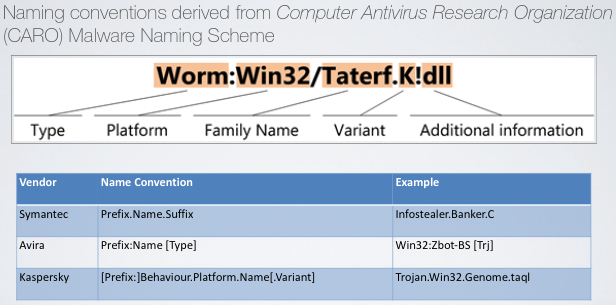 Naming conventions derived from Computer Antivirus Research Organization
(CARO) Malware Naming Scheme
Worm:Win32/Taterf.K!dll
Type Platform Family Name Variant Additional information
Vendor Name Convention Example
Symantec Prefix.Name.Suffix Infostealer.Banker.C
Avira Prefix:Name [Type] Win32:Zbot-BS [Trj]
Kaspersky [Prefix:]Behaviour.Platform.Name[.Variant] Trojan.Win32.Genome.taql